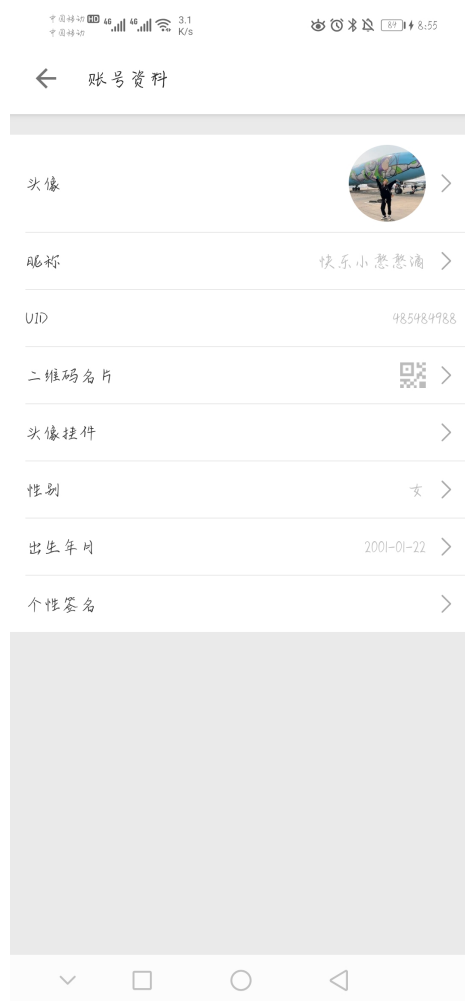 中国移动 HD 4G 4G 3.1 K/s 89 8:55
中国移动
账号资料
头像
昵称 快乐小憨憨滴
UID 485484988
二维码名片
头像挂件
性别 女
出生年月 2001-01-22
个性签名